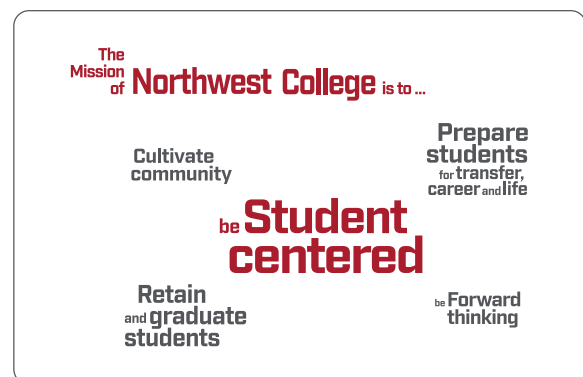 The
Mission
of Northwest College is to ...
Cultivate
community
Prepare
students
for transfer,
career and life
be Student
centered
Retain
and graduate
students
be Forward
thinking